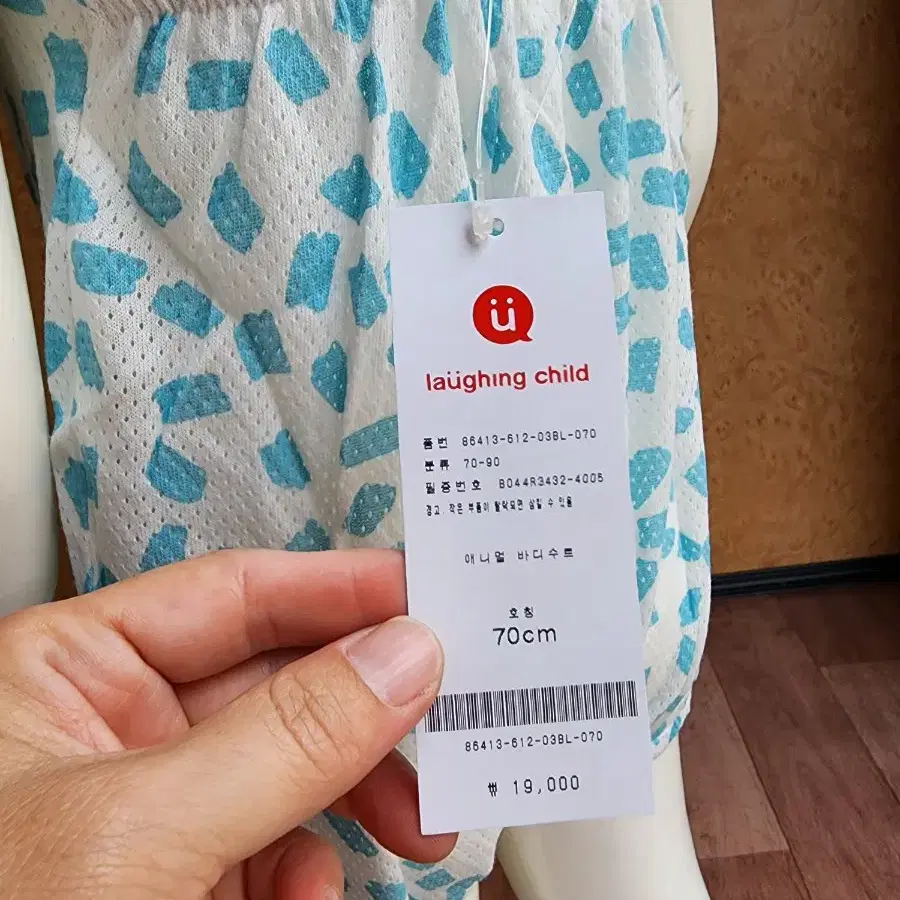 ü
laüghıng child
품번 86413-612-03BL-070
분류 70-90
필증번호 B044R3432-4005
경고. 작은 부품이 탈락되면 삼킬 수 있음
애니멀 바디수트
호칭
70cm
86413-612-03BL-070
₩ 19,000